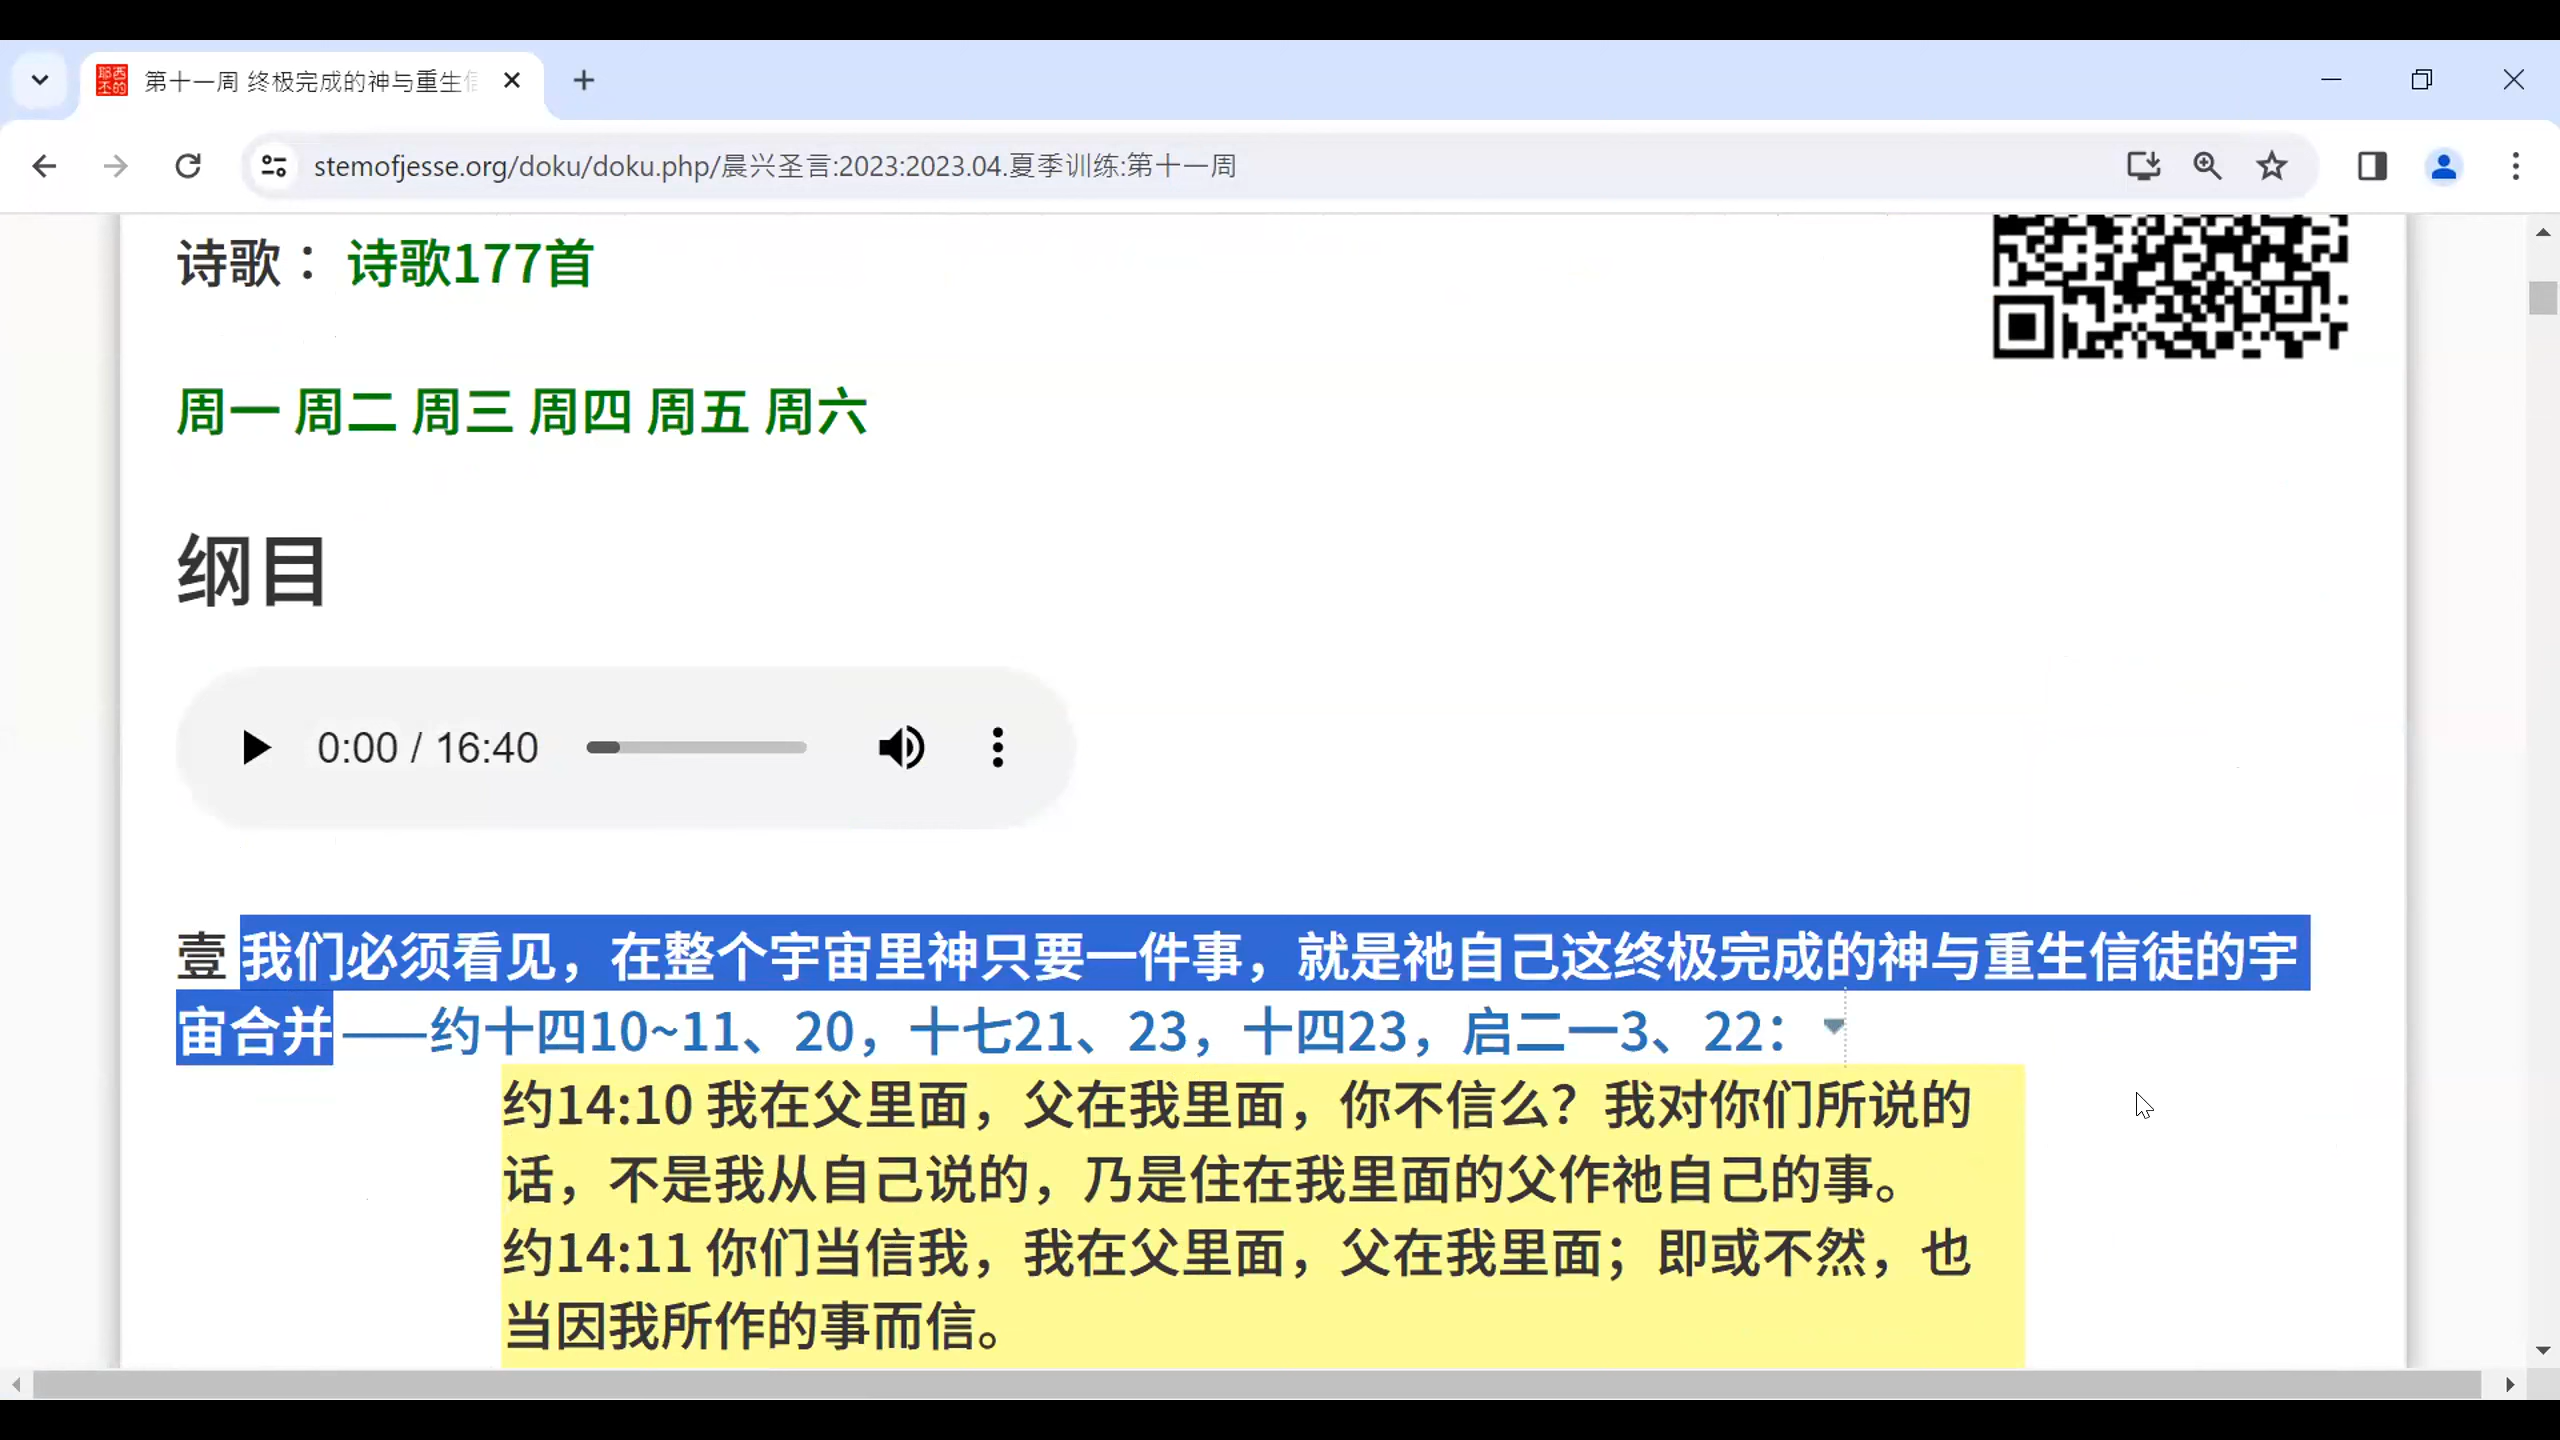 第十一周 终极完成的神与重生
stemofjesse.org/doku/doku.php/晨兴圣言:2023:2023.04.夏季训练:第十一周
诗歌：诗歌177首
周一 周二 周三 周四 周五 周六
纲目
0:00 / 16:40
壹 我们必须看见，在整个宇宙里神只要一件事，就是祂自己这终极完成的神与重生信徒的宇
宙合并——约十四10~11、20，十七21、23，十四23，启二一3、22：
约14:10 我在父里面，父在我里面，你不信么？我对你们所说的
话，不是我从自己说的，乃是住在我里面的父作祂自己的事。
约14:11 你们当信我，我在父里面，父在我里面；即或不然，也
当因我所作的事而信。